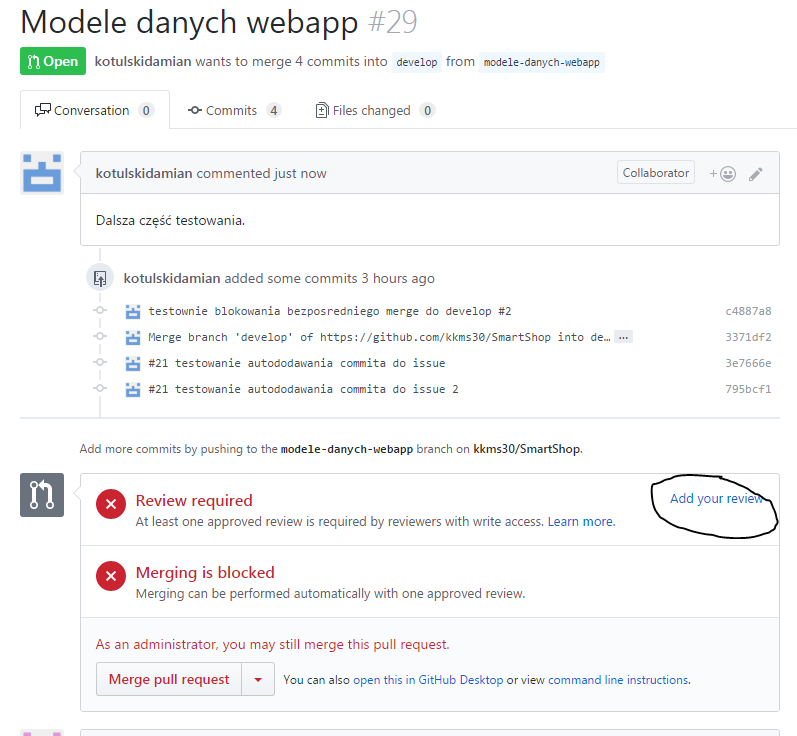 Modele danych webapp #29
Open kotulskidamian wants to merge 4 commits into develop from modele-danych-webapp
Conversation 0 Commits 4 Files changed 0
kotulskidamian commented just now Collaborator +
Dalsza część testowania.
kotulskidamian added some commits 3 hours ago
testownie blokowania bezposredniego merge do develop #2 c4887a8
Merge branch 'develop' of https://github.com/kkms30/SmartShop into de… … 3371df2
#21 testowanie autododawania commita do issue 3e7666e
#21 testowanie autododawania commita do issue 2 795bcf1
Add more commits by pushing to the modele-danych-webapp branch on kkms30/SmartShop.
Review required Add your review
At least one approved review is required by reviewers with write access. Learn more.
Merging is blocked
Merging can be performed automatically with one approved review.
As an administrator, you may still merge this pull request.
Merge pull request You can also open this in GitHub Desktop or view command line instructions.